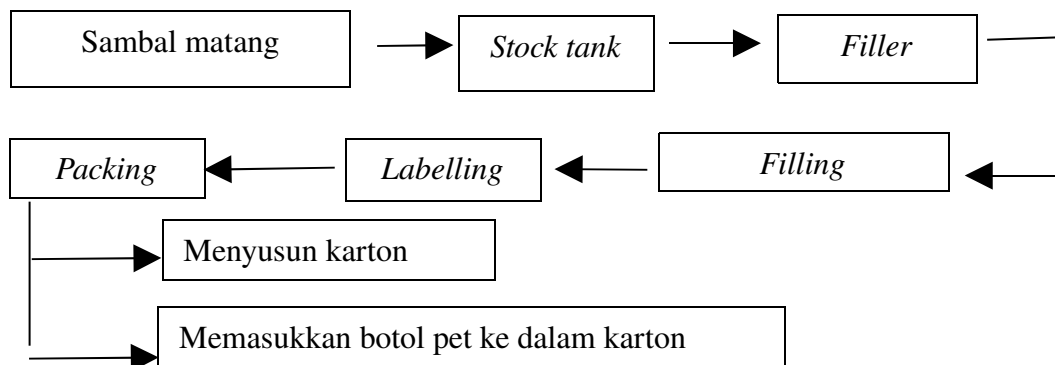 Sambal matang
Stock tank
Filler
Packing
Labelling
Filling
Menyusun karton
Memasukkan botol pet ke dalam karton